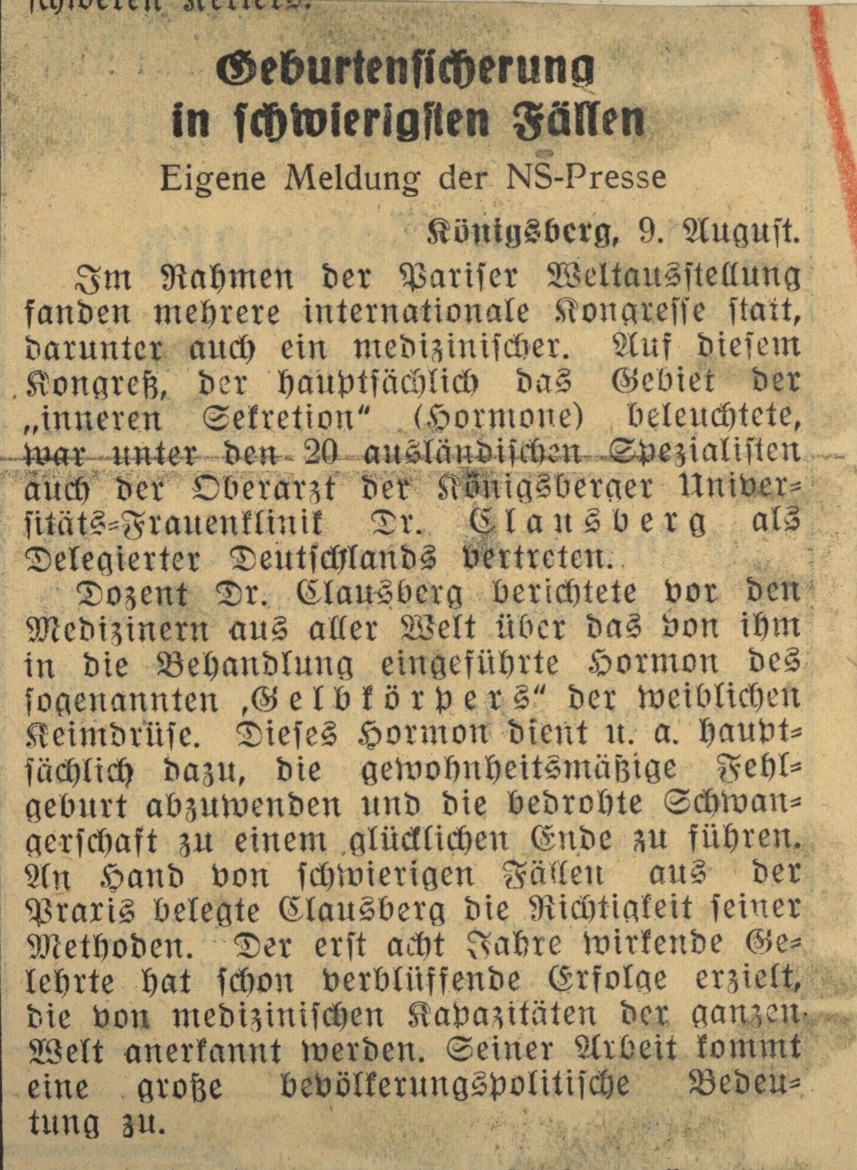 schweren Kellers.
Geburtensicherung
in schwierigsten Fällen
Eigene Meldung der NS-Presse
Königsberg, 9. August.
Im Rahmen der Pariser Weltausstellung
fanden mehrere internationale Kongresse statt,
darunter auch ein medizinischer. Auf diesem
Kongreß, der hauptsächlich das Gebiet der
„inneren Sekretion“ (Hormone) beleuchtete,
war unter den 20 ausländischen Spezialisten
auch der Oberarzt der Königsberger Univer-
sitäts-Frauenklinik Dr. Clausberg als
Delegierter Deutschlands vertreten.
Dozent Dr. Clausberg berichtete vor den
Medizinern aus aller Welt über das von ihm
in die Behandlung eingeführte Hormon des
sogenannten ‚Gelbkörpers“ der weiblichen
Keimdrüse. Dieses Hormon dient u. a. haupt-
sächlich dazu, die gewohnheitsmäßige Fehl-
geburt abzuwenden und die bedrohte Schwan-
gerschaft zu einem glücklichen Ende zu führen.
An Hand von schwierigen Fällen aus der
Praxis belegte Clausberg die Richtigkeit seiner
Methoden. Der erst acht Jahre wirkende Ge-
lehrte hat schon verblüffende Erfolge erzielt,
die von medizinischen Kapazitäten der ganzen
Welt anerkannt werden. Seiner Arbeit kommt
eine große bevölkerungspolitische Bedeu-
tung zu.